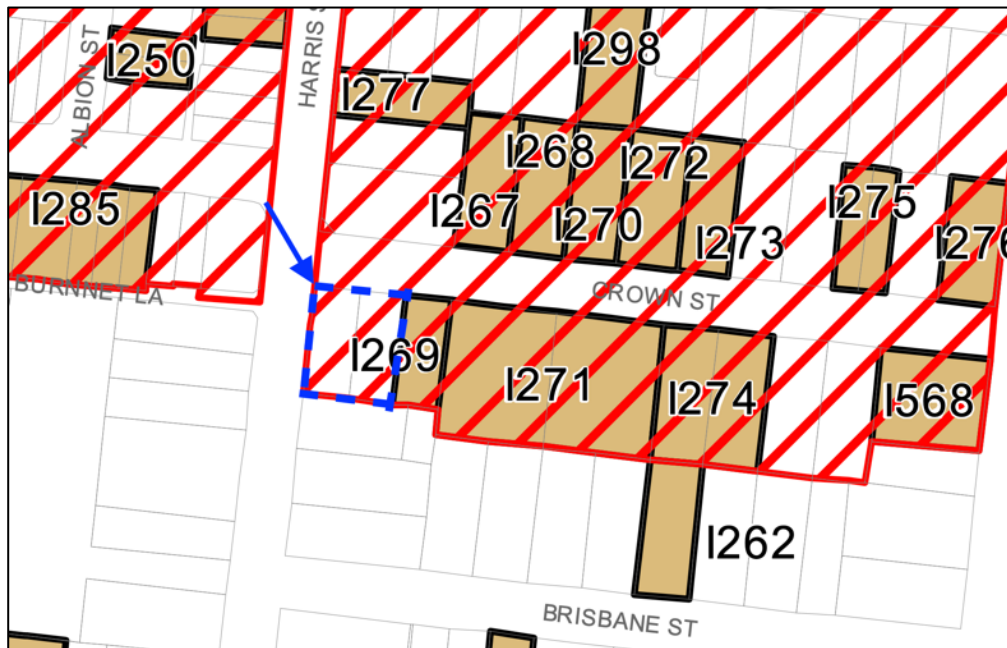 I298
I250
ALBION ST
HARRIS S
I277
I268
I272
I285
I267
I270
I273
I275
I276
BURNNET LA
CROWN ST
I269
I271
I274
I568
I262
BRISBANE ST